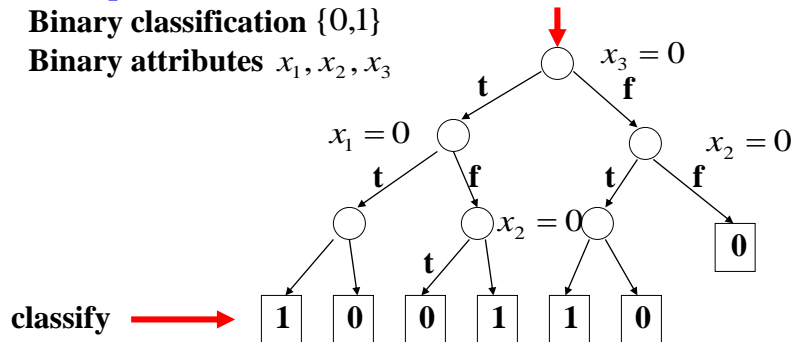 Binary classification {0,1}
Binary attributes x₁, x₂, x₃
x₃ = 0
t f
x₁ = 0
x₂ = 0
t f t f
x₂ = 0
0
t
classify 1 0 0 1 1 0